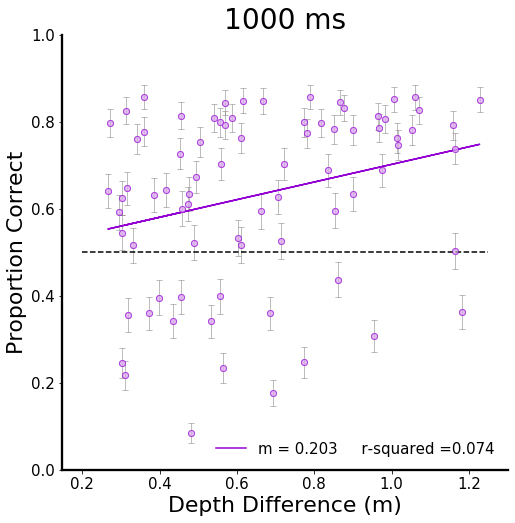 1000 ms
1.0
0.8
0.6
0.4
0.2
0.0
Proportion Correct
m = 0.203 r-squared =0.074
0.2 0.4 0.6 0.8 1.0 1.2
Depth Difference (m)